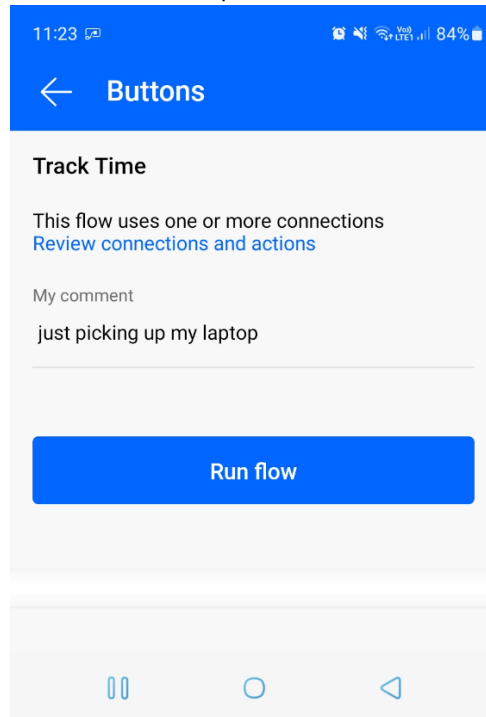 11:23 84%
Buttons
Track Time
This flow uses one or more connections
Review connections and actions
My comment
just picking up my laptop
Run flow